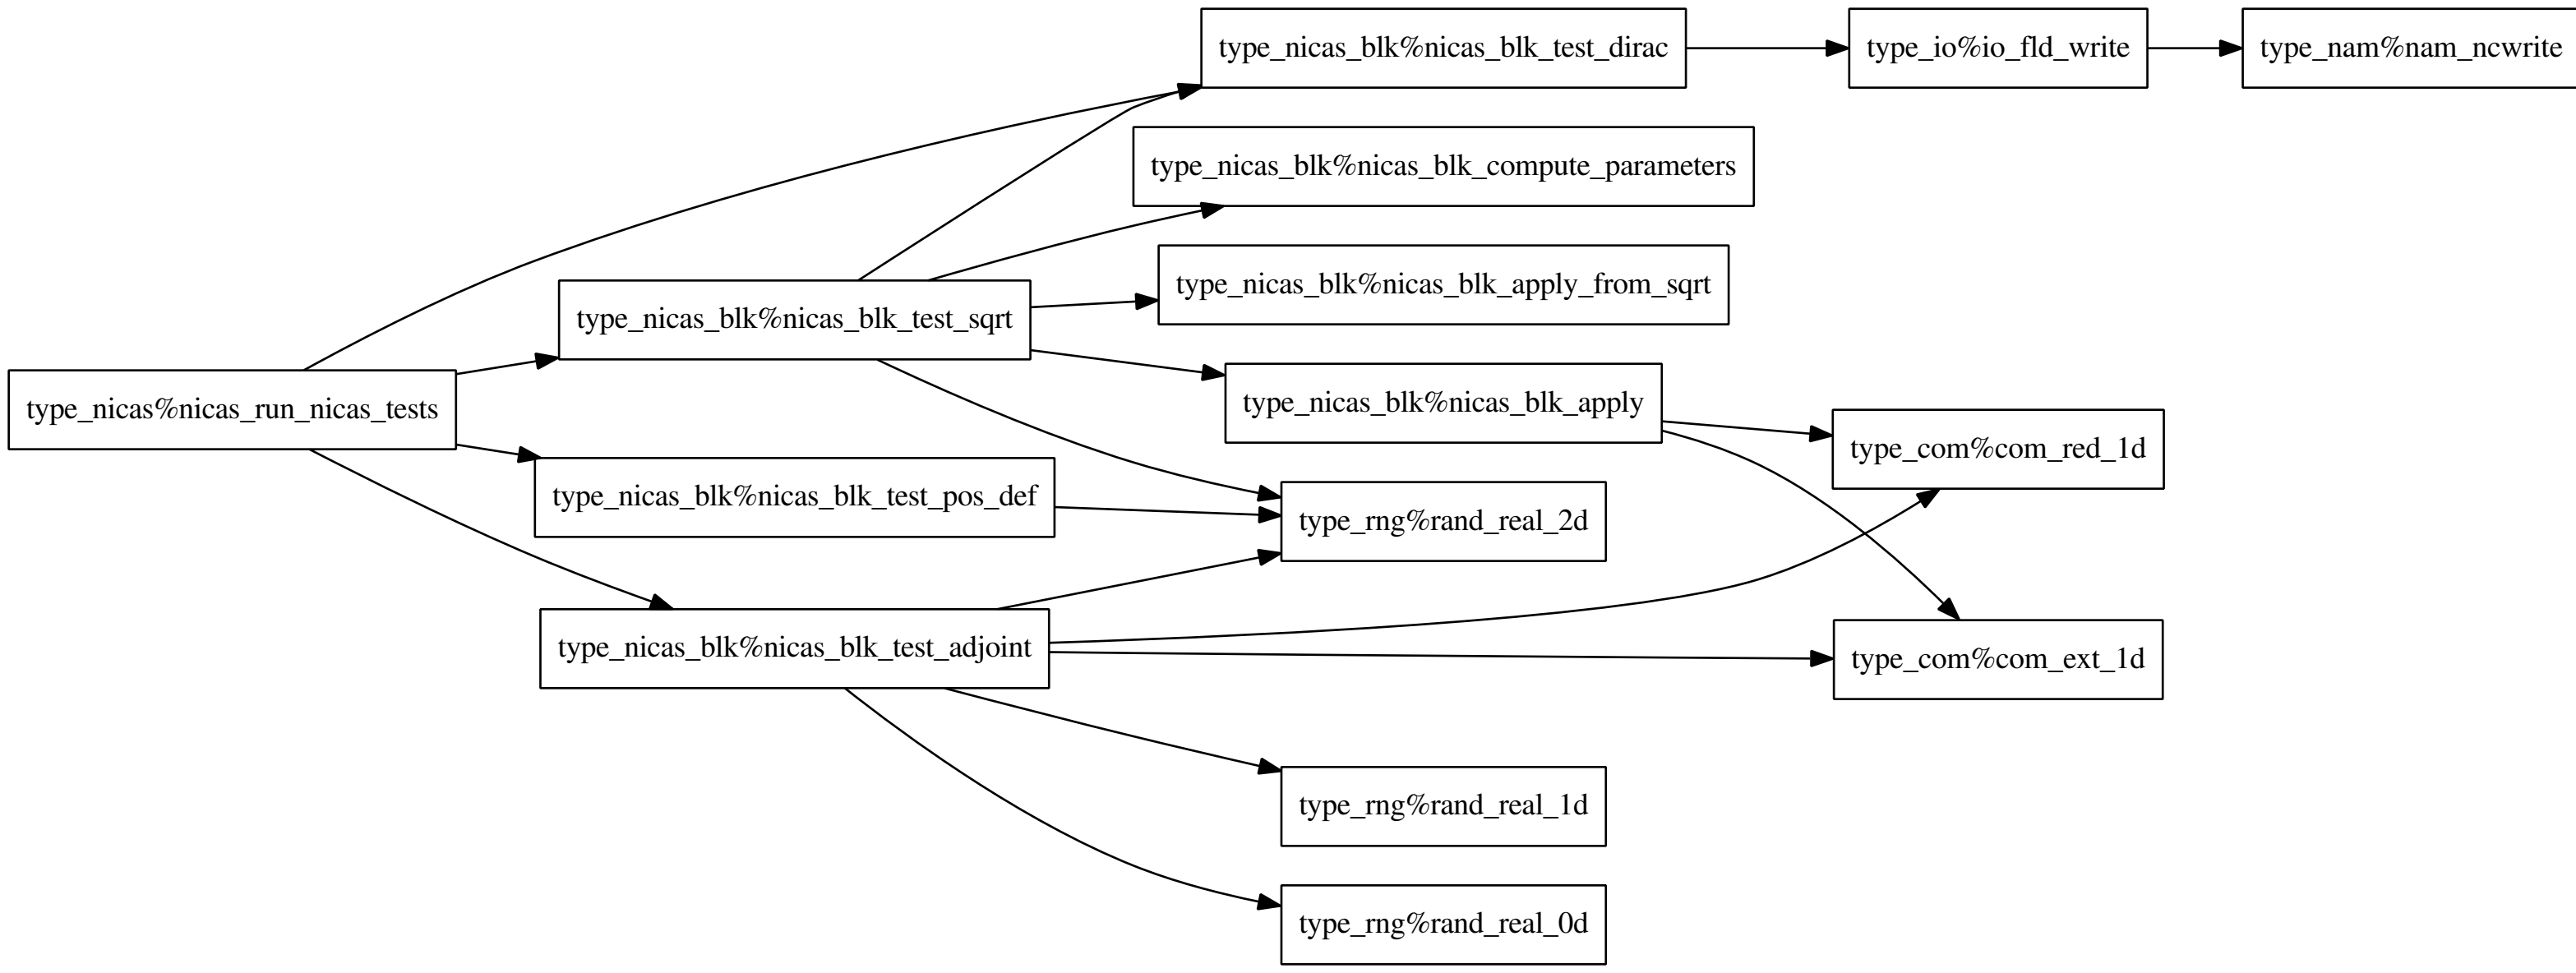 type_nicas_blk%nicas_blk_test_dirac
type_io%io_fld_write
type_nam%nam_ncwrite
type_nicas_blk%nicas_blk_compute_parameters
type_nicas_blk%nicas_blk_apply_from_sqrt
type_nicas_blk%nicas_blk_test_sqrt
type_nicas_blk%nicas_blk_apply
type_nicas%nicas_run_nicas_tests
type_com%com_red_1d
type_nicas_blk%nicas_blk_test_pos_def
type_rng%rand_real_2d
type_nicas_blk%nicas_blk_test_adjoint
type_com%com_ext_1d
type_rng%rand_real_1d
type_rng%rand_real_0d